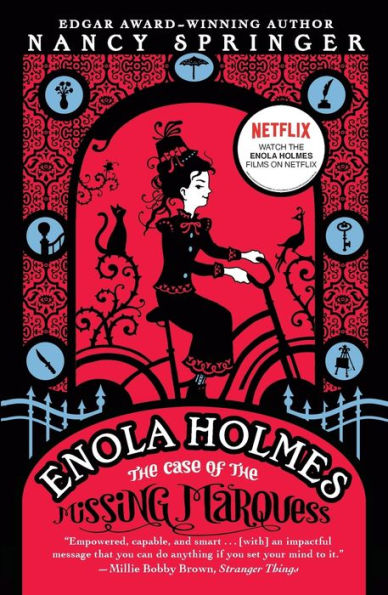 EDGAR AWARD–WINNING AUTHOR
NANCY SPRINGER
NETFLIX
WATCH THE
ENOLA HOLMES
FILMS ON NETFLIX
ENOLA HOLMES
THE CASE OF THE
MISSING MARQUESS
“Empowered, capable, and smart . . . [with] an impactful
message that you can do anything if you set your mind to it.”
—Millie Bobby Brown, Stranger Things